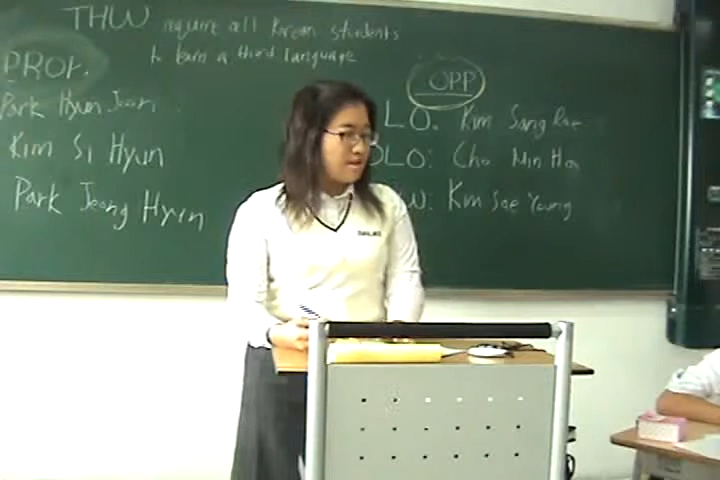 THW require all Korean students
to learn a third language
PROP.
Park Hyun Joon
Kim Si Hyun
Park Jeong Hyun
OPP
LO. Kim Sang Rae
DLO: Cho Min Ho
W: Kim Sae Young